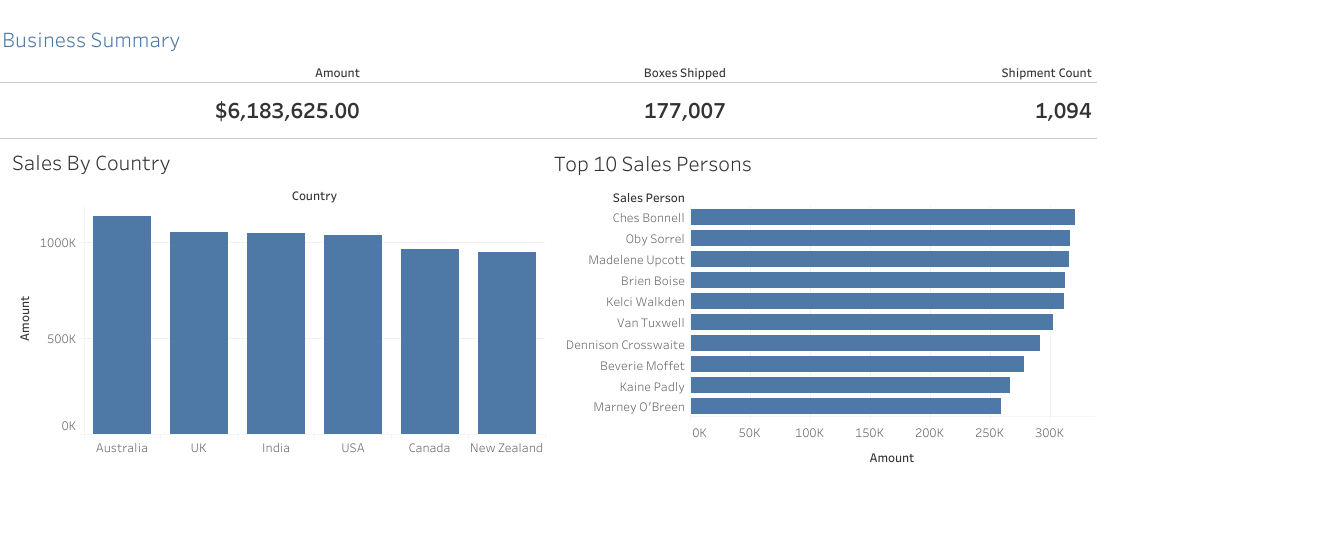 Business Summary
Amount Boxes Shipped Shipment Count
$6,183,625.00 177,007 1,094
Sales By Country
Country
1000K
500K
0K
Amount
Australia UK India USA Canada New Zealand
Top 10 Sales Persons
Sales Person
Ches Bonnell
Oby Sorrel
Madelene Upcott
Brien Boise
Kelci Walkden
Van Tuxwell
Dennison Crosswaite
Beverie Moffet
Kaine Padly
Marney O'Breen
0K 50K 100K 150K 200K 250K 300K
Amount